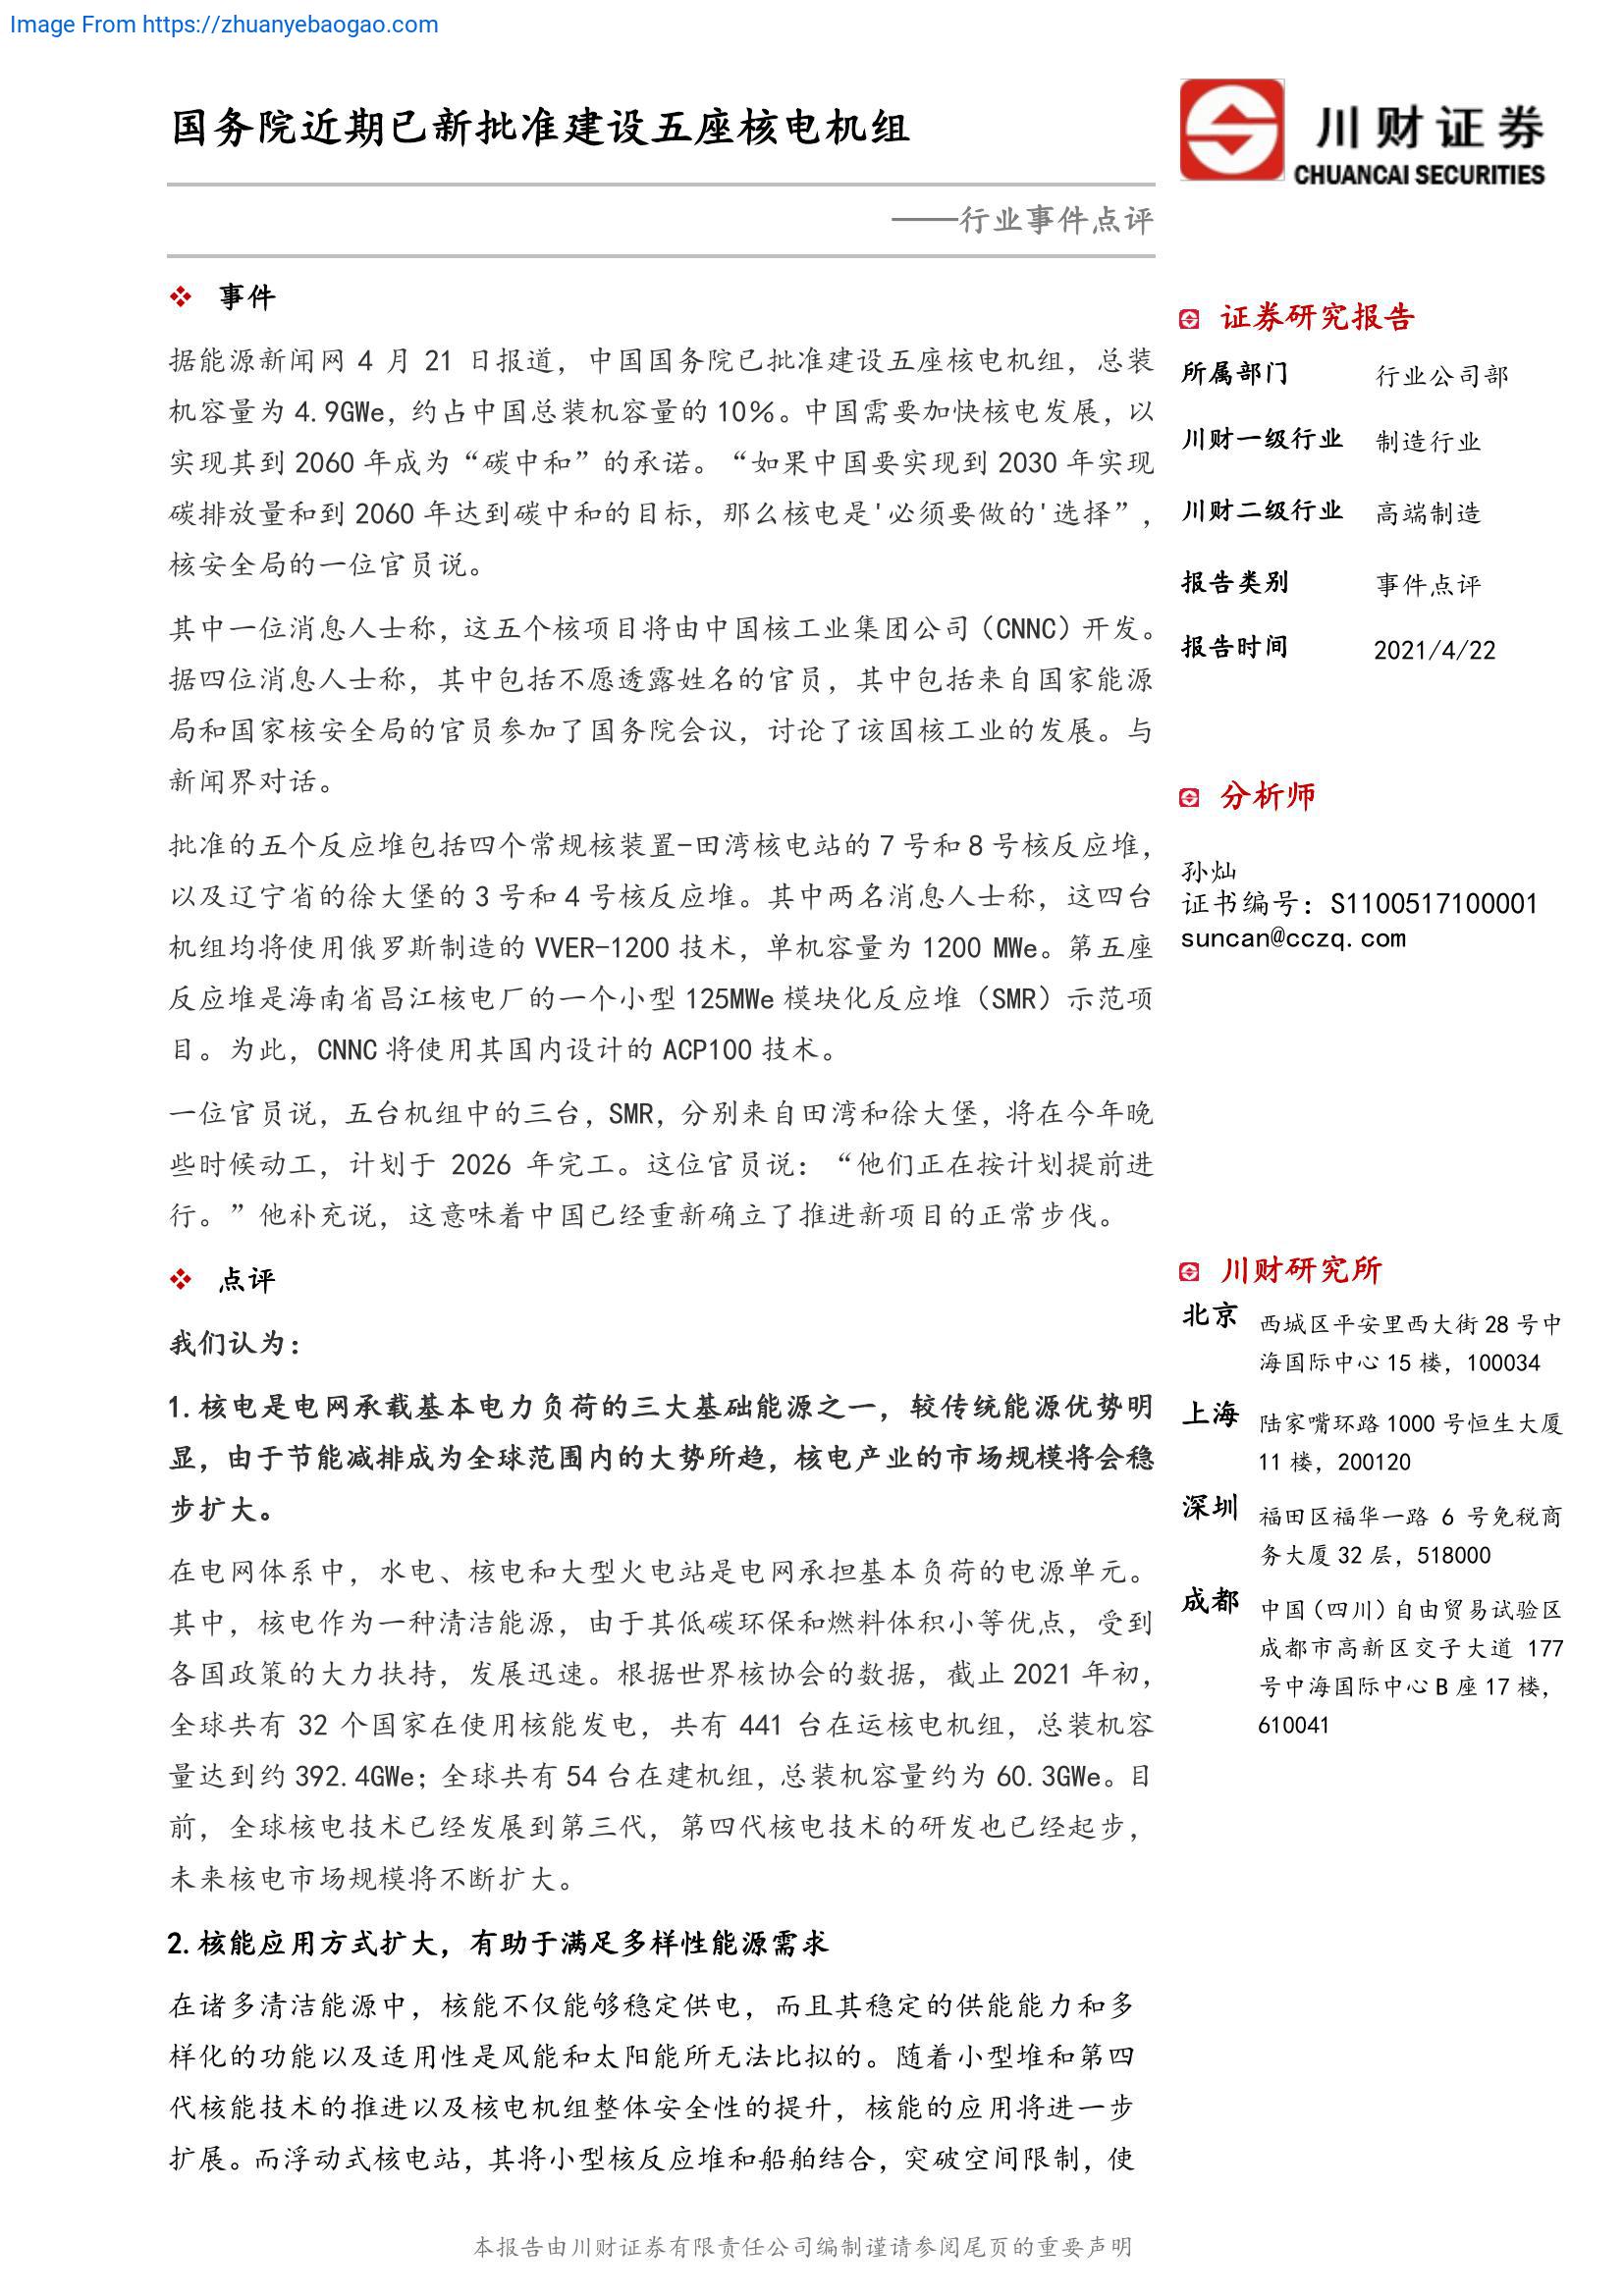 Image From https://zhuanyebaogao.com
国务院近期已新批准建设五座核电机组
川财证券
CHUANCAI SECURITIES
——行业事件点评
事件
据能源新闻网 4 月 21 日报道，中国国务院已批准建设五座核电机组，总装
机容量为 4.9GWe，约占中国总装机容量的 10%。中国需要加快核电发展，以
实现其到 2060 年成为“碳中和”的承诺。“如果中国要实现到 2030 年实现
碳排放量和到 2060 年达到碳中和的目标，那么核电是'必须要做的'选择”，
核安全局的一位官员说。
其中一位消息人士称，这五个核项目将由中国核工业集团公司（CNNC）开发。
据四位消息人士称，其中包括不愿透露姓名的官员，其中包括来自国家能源
局和国家核安全局的官员参加了国务院会议，讨论了该国核工业的发展。与
新闻界对话。
批准的五个反应堆包括四个常规核装置-田湾核电站的 7 号和 8 号核反应堆，
以及辽宁省的徐大堡的 3 号和 4 号核反应堆。其中两名消息人士称，这四台
机组均将使用俄罗斯制造的 VVER-1200 技术，单机容量为 1200 MWe。第五座
反应堆是海南省昌江核电厂的一个小型 125MWe 模块化反应堆（SMR）示范项
目。为此，CNNC 将使用其国内设计的 ACP100 技术。
一位官员说，五台机组中的三台，SMR，分别来自田湾和徐大堡，将在今年晚
些时候动工，计划于 2026 年完工。这位官员说：“他们正在按计划提前进
行。”他补充说，这意味着中国已经重新确立了推进新项目的正常步伐。
点评
我们认为：
1.核电是电网承载基本电力负荷的三大基础能源之一，较传统能源优势明
显，由于节能减排成为全球范围内的大势所趋，核电产业的市场规模将会稳
步扩大。
在电网体系中，水电、核电和大型火电站是电网承担基本负荷的电源单元。
其中，核电作为一种清洁能源，由于其低碳环保和燃料体积小等优点，受到
各国政策的大力扶持，发展迅速。根据世界核协会的数据，截止 2021 年初，
全球共有 32 个国家在使用核能发电，共有 441 台在运核电机组，总装机容
量达到约 392.4GWe；全球共有 54 台在建机组，总装机容量约为 60.3GWe。目
前，全球核电技术已经发展到第三代，第四代核电技术的研发也已经起步，
未来核电市场规模将不断扩大。
2.核能应用方式扩大，有助于满足多样性能源需求
在诸多清洁能源中，核能不仅能够稳定供电，而且其稳定的供能能力和多
样化的功能以及适用性是风能和太阳能所无法比拟的。随着小型堆和第四
代核能技术的推进以及核电机组整体安全性的提升，核能的应用将进一步
扩展。而浮动式核电站，其将小型核反应堆和船舶结合，突破空间限制，使
证券研究报告
所属部门 行业公司部
川财一级行业 制造行业
川财二级行业 高端制造
报告类别 事件点评
报告时间 2021/4/22
分析师
孙灿
证书编号：S1100517100001
suncan@cczq.com
川财研究所
北京 西城区平安里西大街 28 号中
海国际中心 15 楼，100034
上海 陆家嘴环路 1000 号恒生大厦
11 楼，200120
深圳 福田区福华一路 6 号免税商
务大厦 32 层，518000
成都 中国（四川）自由贸易试验区
成都市高新区交子大道 177
号中海国际中心 B 座 17 楼，
610041
本报告由川财证券有限责任公司编制谨请参阅尾页的重要声明